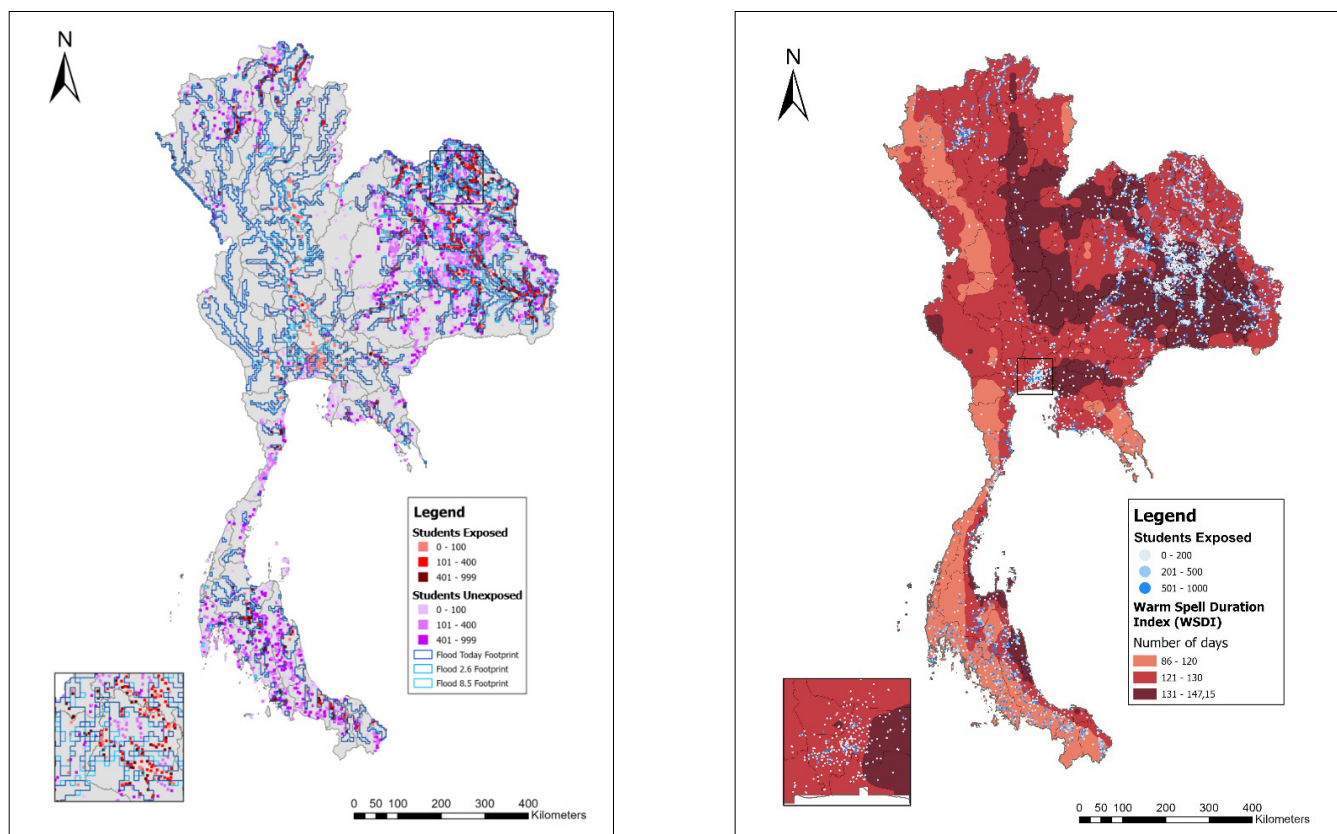 N
Legend
Students Exposed
0 - 100
101 - 400
401 - 999
Students Unexposed
0 - 100
101 - 400
401 - 999
Flood Today Footprint
Flood 2.6 Footprint
Flood 8.5 Footprint
0 50 100 200 300 400
Kilometers
N
Legend
Students Exposed
0 - 200
201 - 500
501 - 1000
Warm Spell Duration
Index (WSDI)
Number of days
86 - 120
121 - 130
131 - 147,15
0 50 100 200 300 400
Kilometers